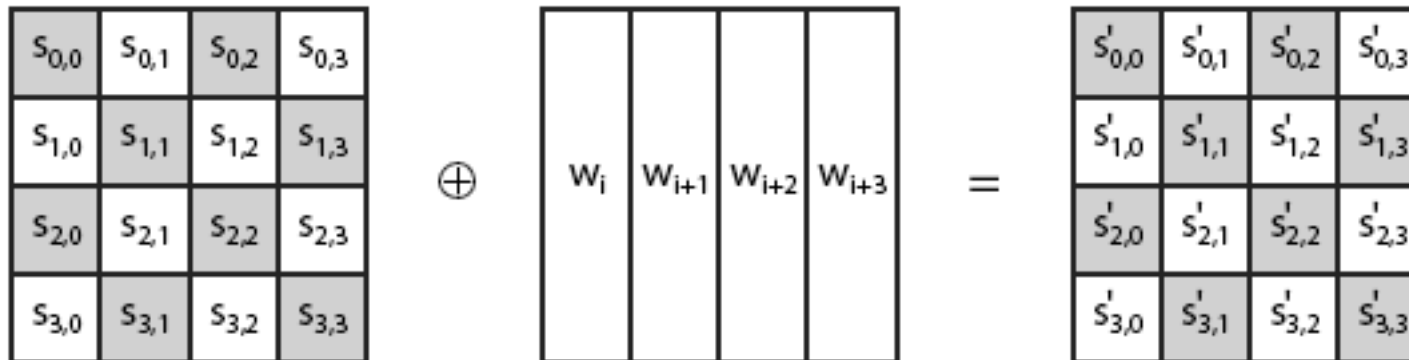 s0,0 s0,1 s0,2 s0,3
s1,0 s1,1 s1,2 s1,3
s2,0 s2,1 s2,2 s2,3
s3,0 s3,1 s3,2 s3,3
⊕
wi wi+1 wi+2 wi+3
=
s'0,0 s'0,1 s'0,2 s'0,3
s'1,0 s'1,1 s'1,2 s'1,3
s'2,0 s'2,1 s'2,2 s'2,3
s'3,0 s'3,1 s'3,2 s'3,3